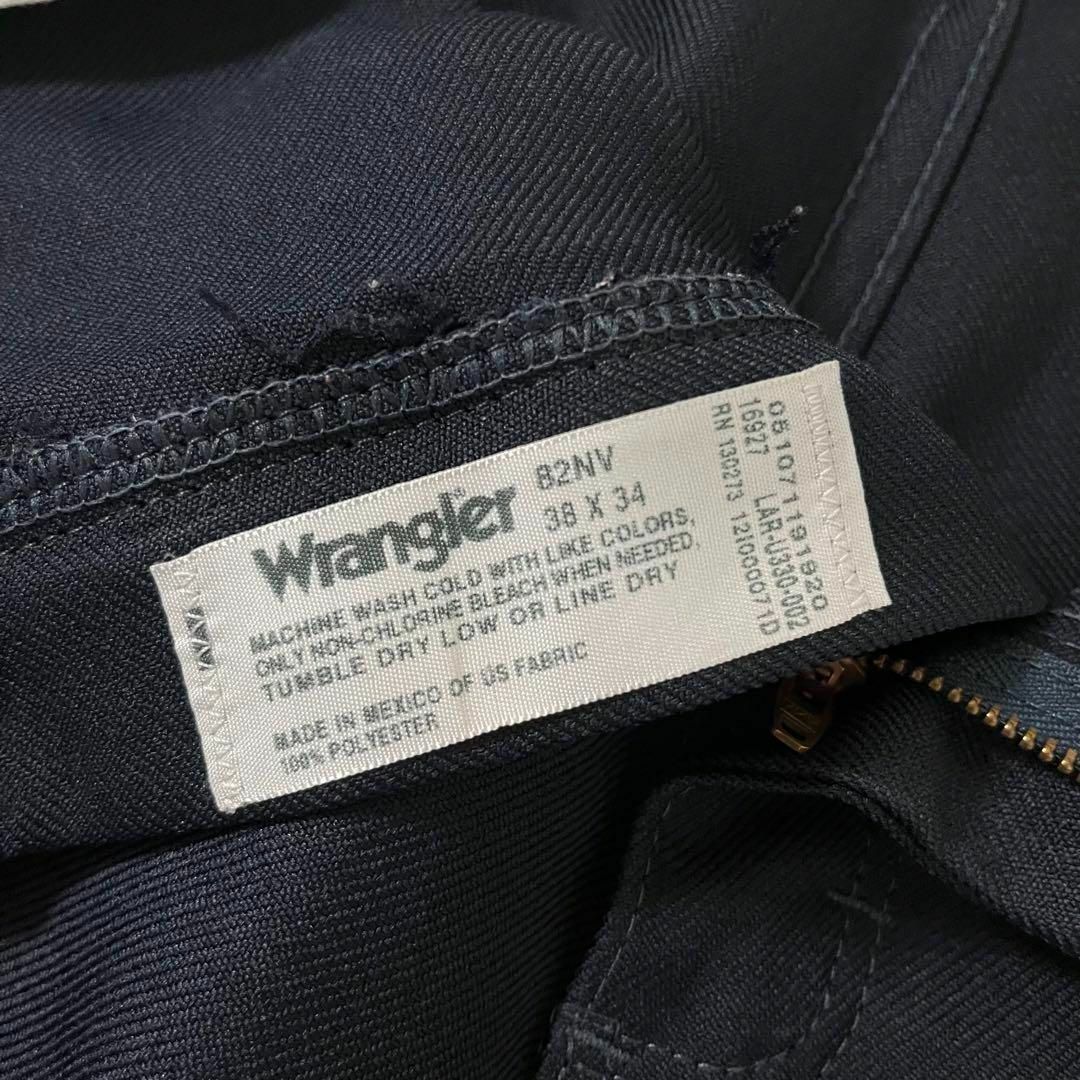 Wrangler
82NV
38 X 34
MACHINE WASH COLD WITH LIKE COLORS,
ONLY NON-CHLORINE BLEACH WHEN NEEDED,
TUMBLE DRY LOW OR LINE DRY
MADE IN MEXICO OF US FABRIC
100% POLYESTER
081071191920
16927 LAR-U330-002
RN 130273 12I000071D